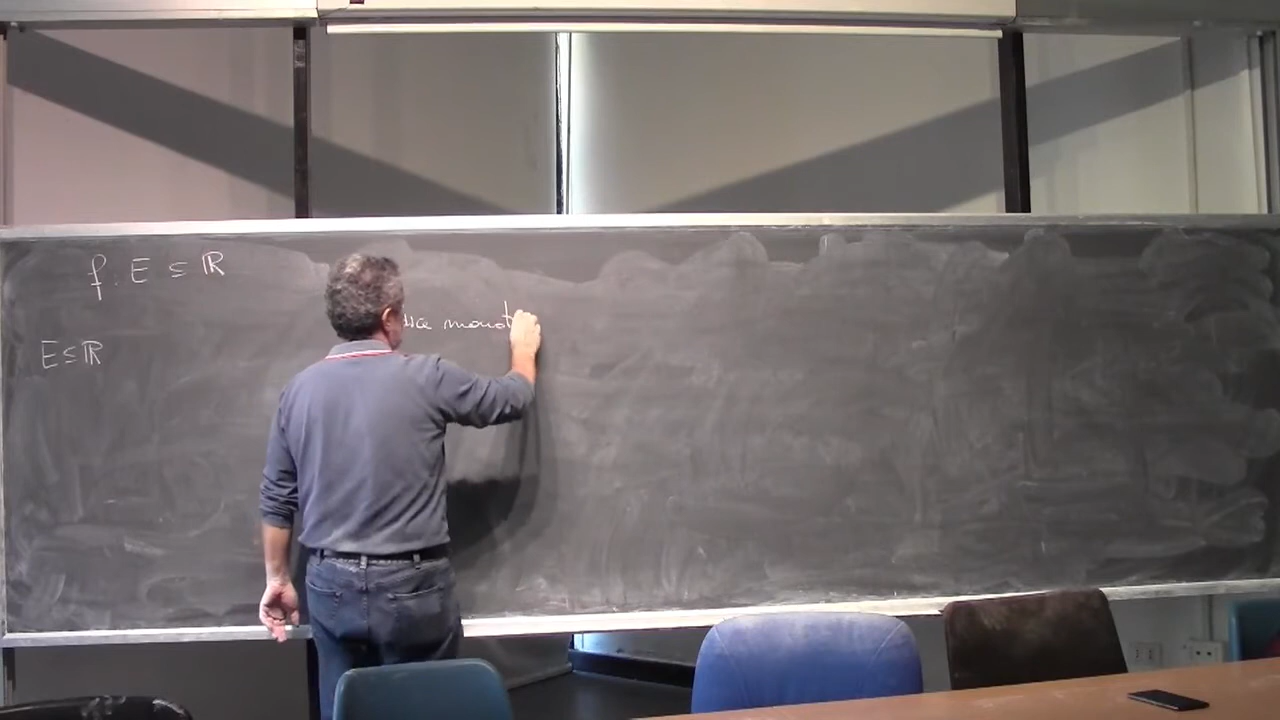 f: E ⊆ ℝ
monot
E ⊆ ℝ